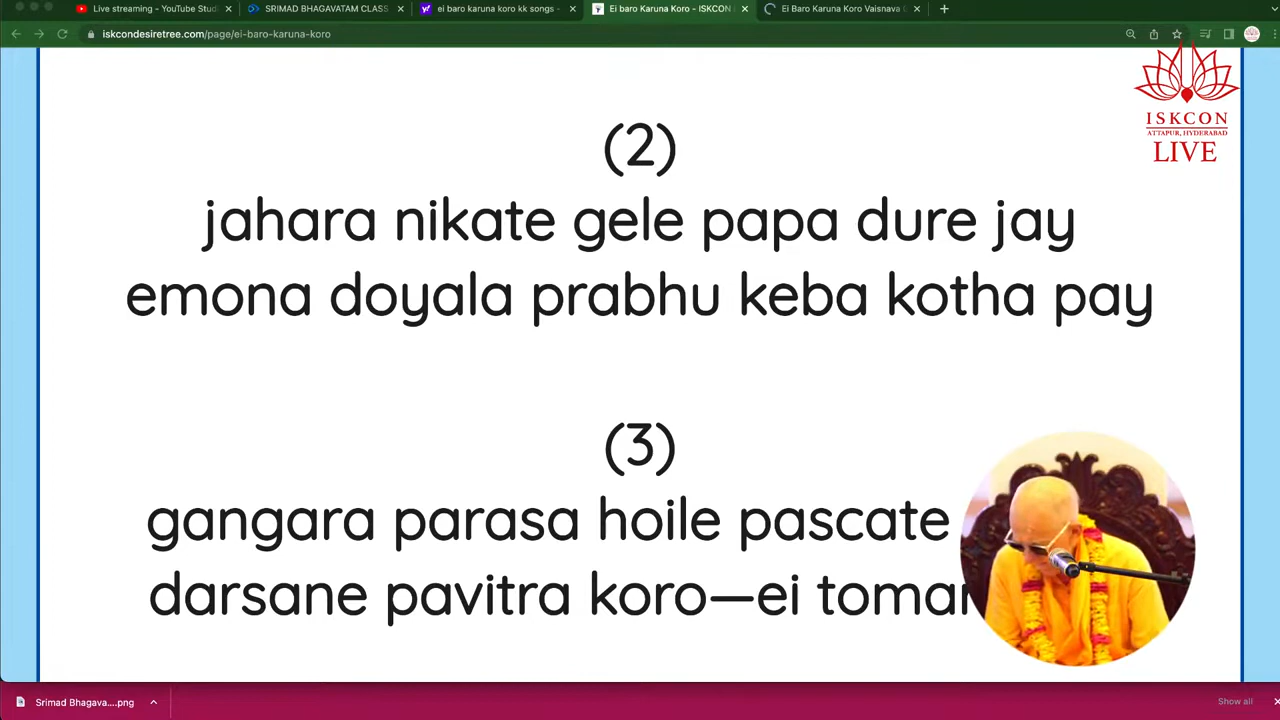 Live streaming - YouTube Stud
SRIMAD BHAGAVATAM CLASS
ei baro karuna koro kk songs -
Ei baro Karuna Koro - ISKCON
Ei Baro Karuna Koro Vaisnava
iskcondesiretree.com/page/ei-baro-karuna-koro
ISKCON
ATTAPUR, HYDERABAD
LIVE
(2)
jahara nikate gele papa dure jay
emona doyala prabhu keba kotha pay
(3)
gangara parasa hoile pascate
darsane pavitra koro—ei tomar
Srimad Bhagava....png
Show all